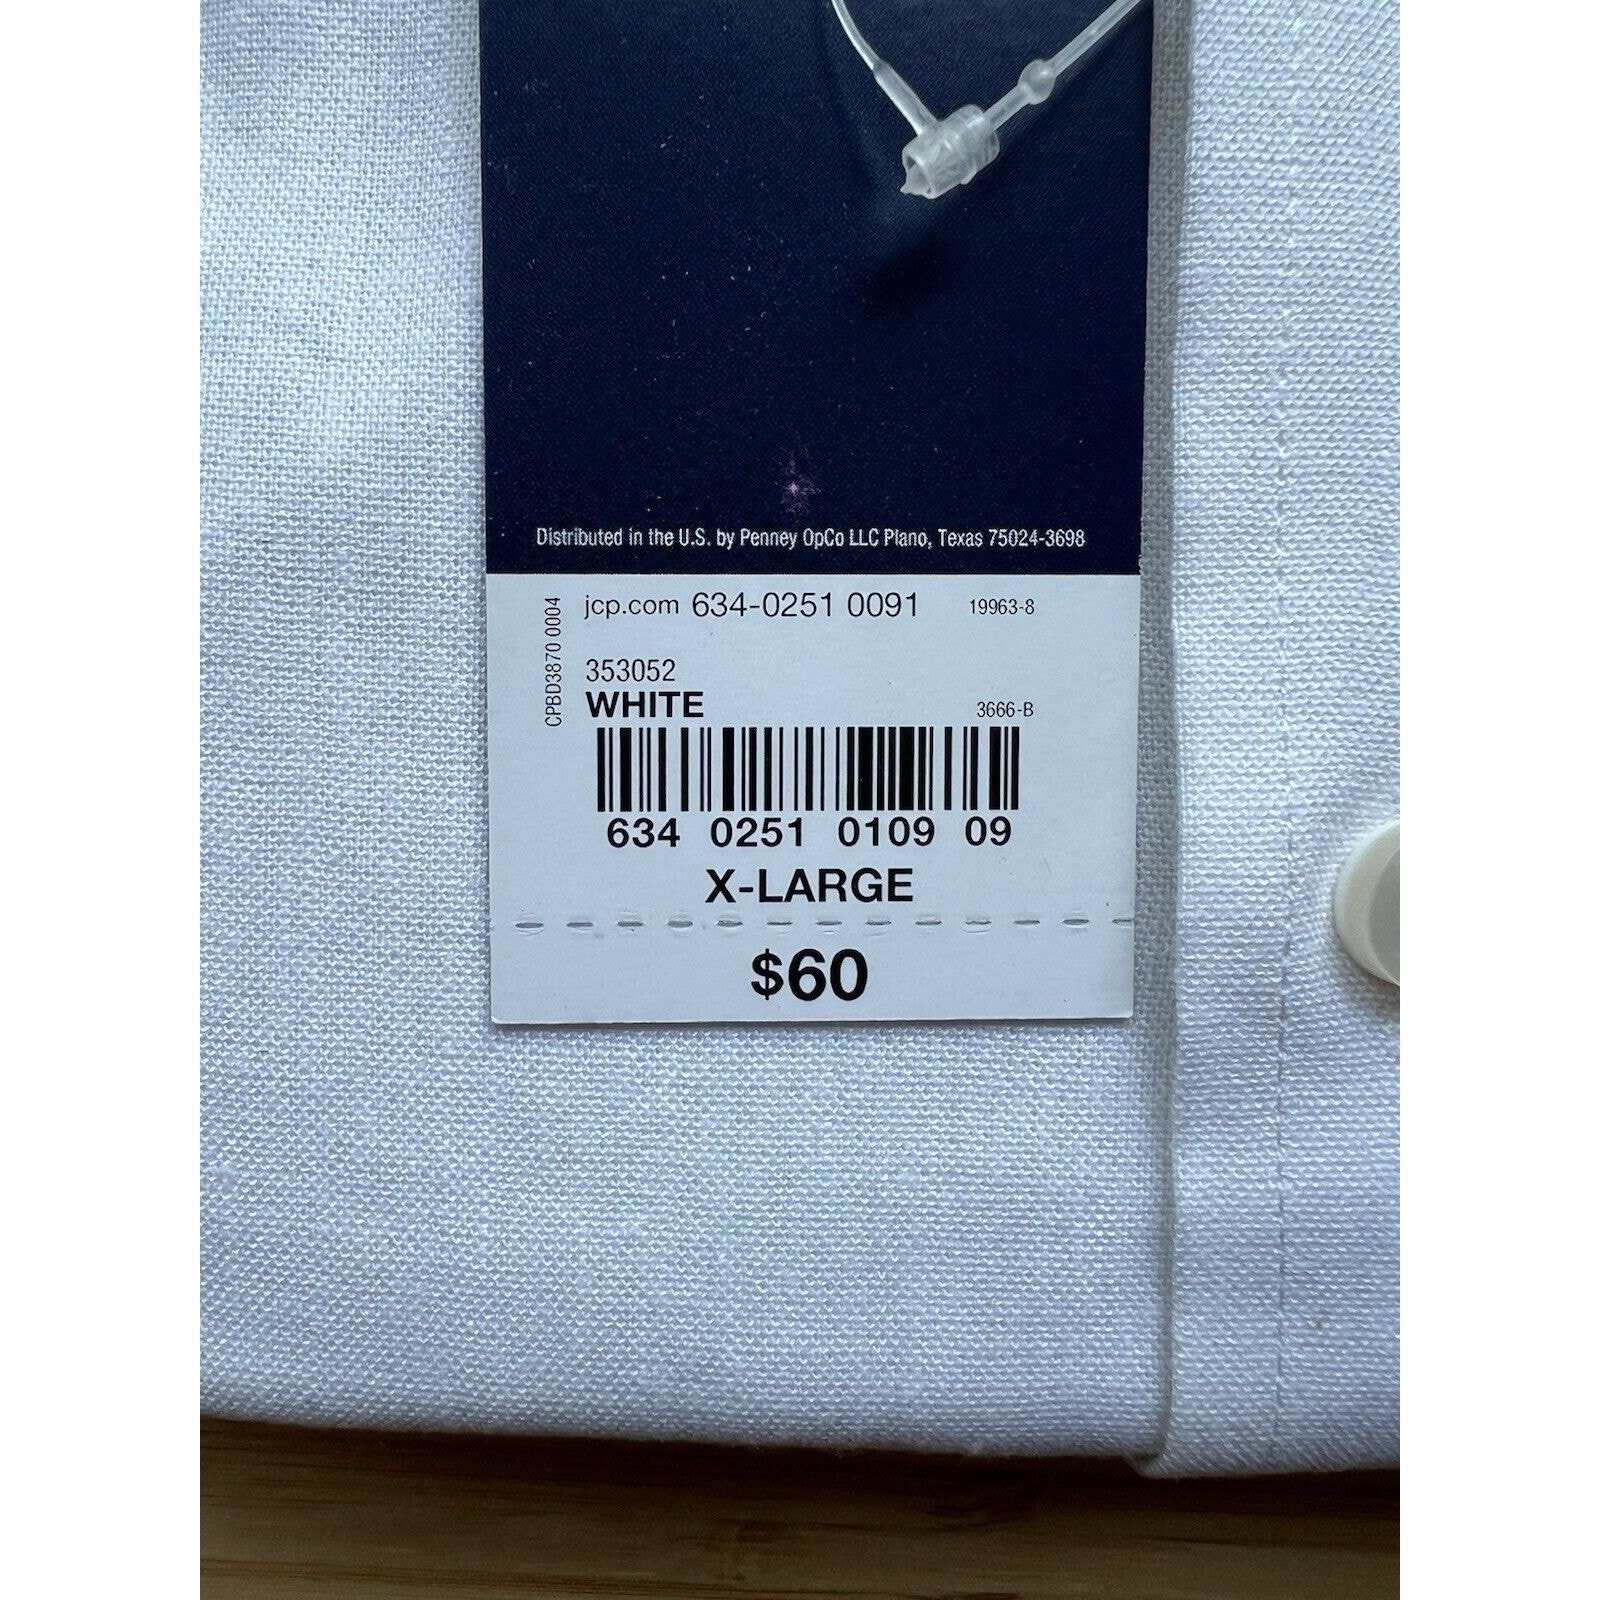 Distributed in the U.S. by Penney OpCo LLC Plano, Texas 75024-3698
CPBD3870 0004
jcp.com 634-0251 0091 19963-8
353052
WHITE 3666-B
634 0251 0109 09
X-LARGE
$60